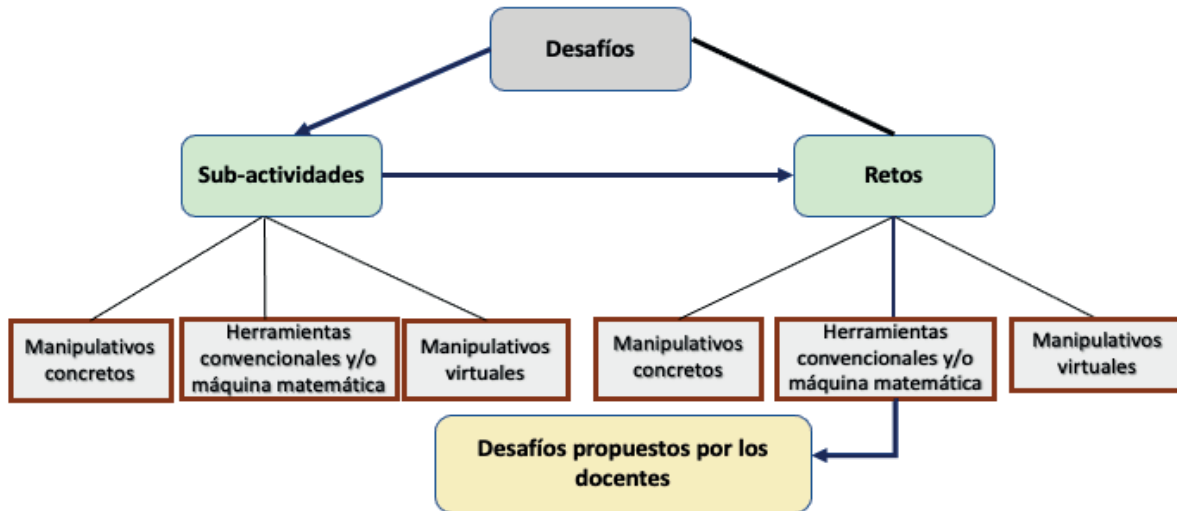 Desafíos
Sub-actividades
Retos
Manipulativos
concretos
Herramientas
convencionales y/o
máquina matemática
Manipulativos
virtuales
Manipulativos
concretos
Herramientas
convencionales y/o
máquina matemática
Manipulativos
virtuales
Desafíos propuestos por los
docentes